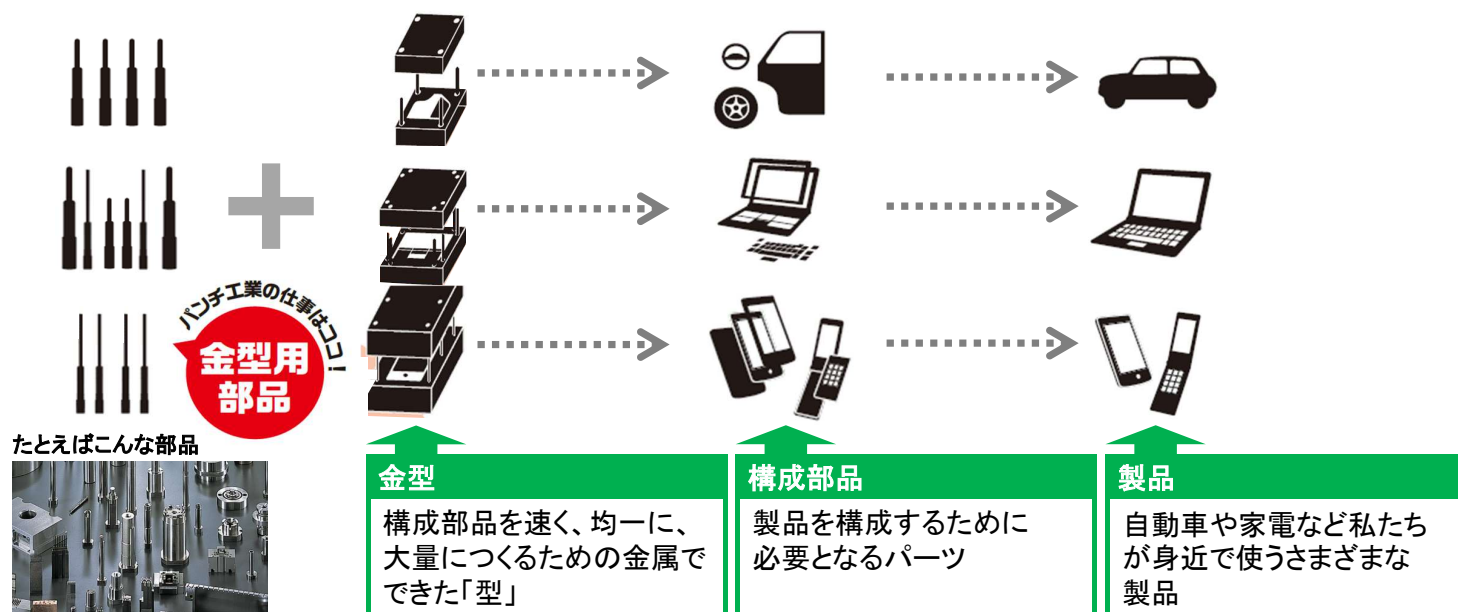 パンチ工業の仕事はココ!
金型用
部品
たとえばこんな部品
金型
構成部品を速く、均一に、
大量につくるための金属で
できた「型」
構成部品
製品を構成するために
必要となるパーツ
製品
自動車や家電など私たち
が身近で使うさまざまな
製品